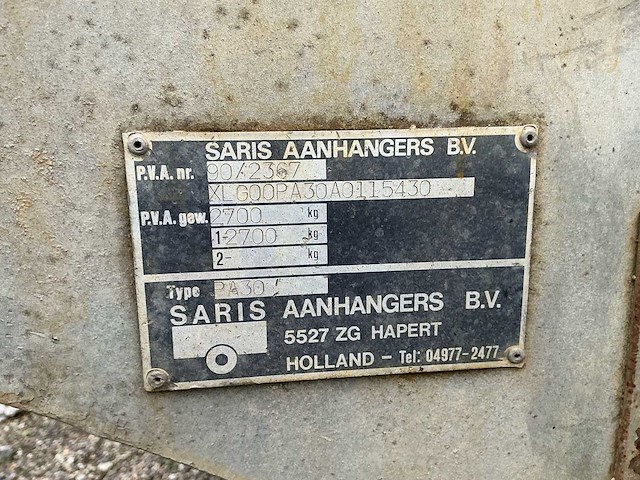 SARIS AANHANGERS B.V.
P.V.A. nr. 90/2367
XLG00PA30A0115430
P.V.A. gew. 2700 kg
1-2700 kg
2- kg
Type PA30
SARIS AANHANGERS B.V.
5527 ZG HAPERT
HOLLAND - Tel: 04977-2477